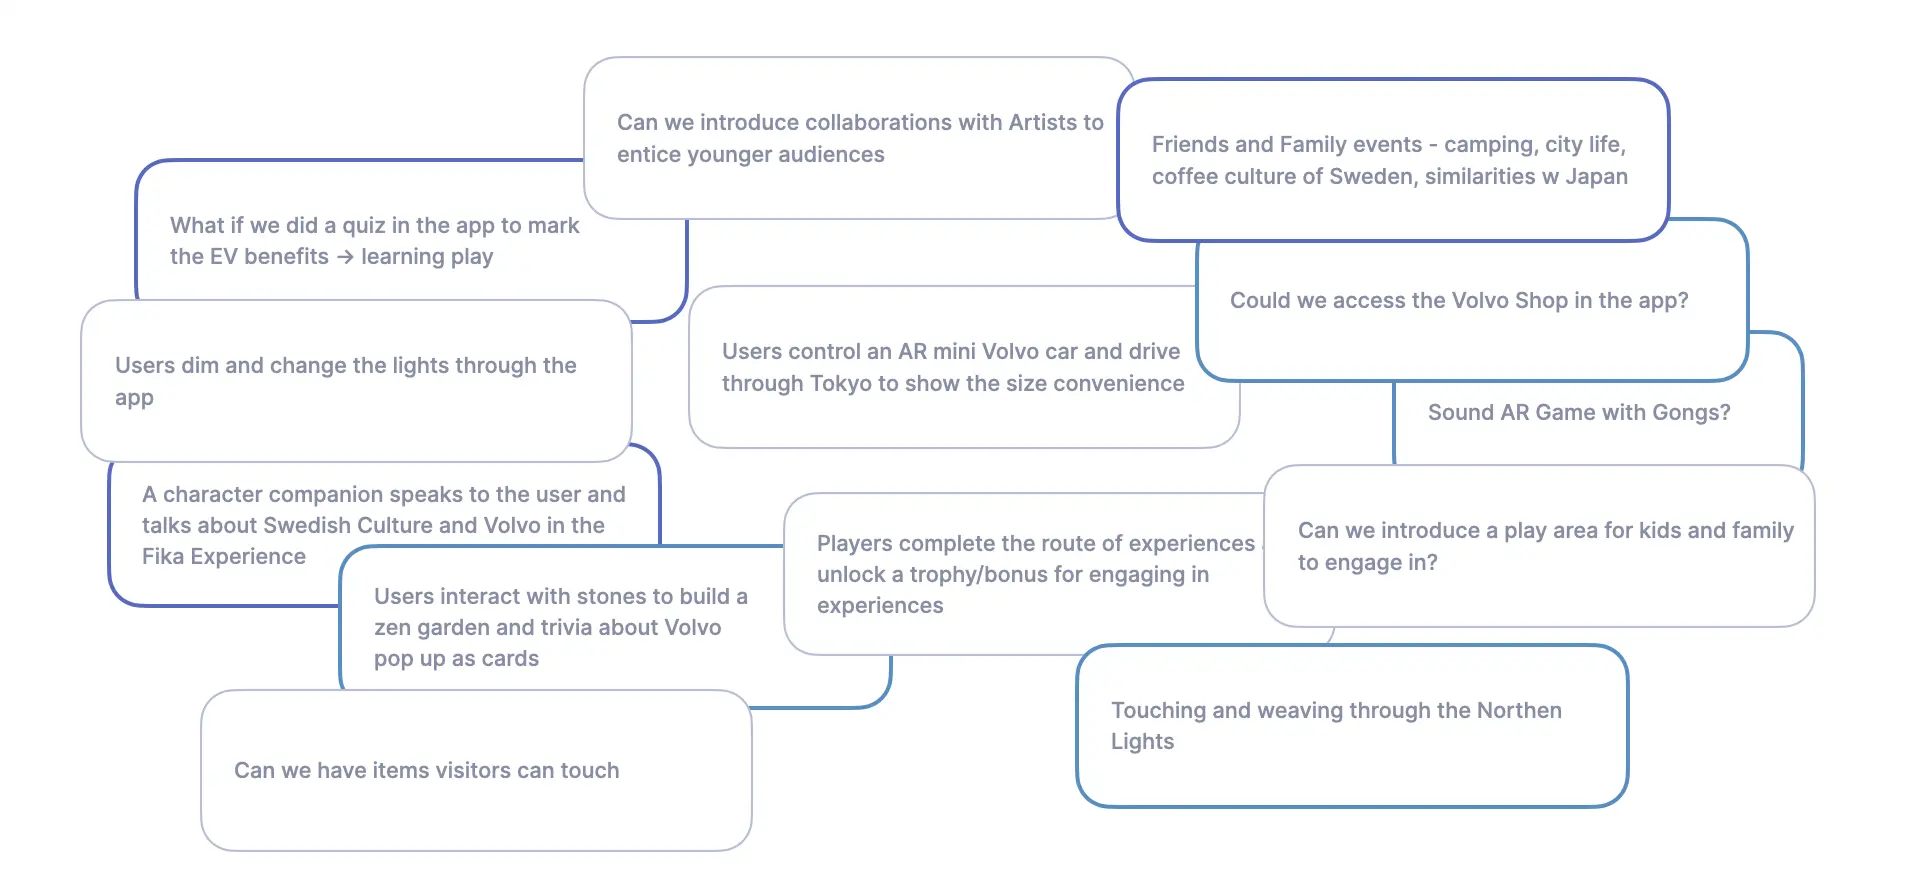 Can we introduce collaborations with Artists to
entice younger audiences
Friends and Family events - camping, city life,
coffee culture of Sweden, similarities w Japan
What if we did a quiz in the app to mark
the EV benefits → learning play
Could we access the Volvo Shop in the app?
Users dim and change the lights through the
app
Users control an AR mini Volvo car and drive
through Tokyo to show the size convenience
Sound AR Game with Gongs?
A character companion speaks to the user and
talks about Swedish Culture and Volvo in the
Fika Experience
Players complete the route of experiences
unlock a trophy/bonus for engaging in
experiences
Can we introduce a play area for kids and family
to engage in?
Users interact with stones to build a
zen garden and trivia about Volvo
pop up as cards
Touching and weaving through the Northen
Lights
Can we have items visitors can touch